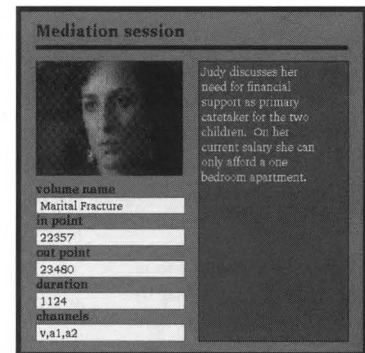 Mediation session
Judy discusses her
need for financial
support as primary
caretaker for the two
children. On her
current salary she can
only afford a one
bedroom apartment.
volume name
Marital Fracture
in point
22357
out point
23480
duration
1124
channels
v,a1,a2